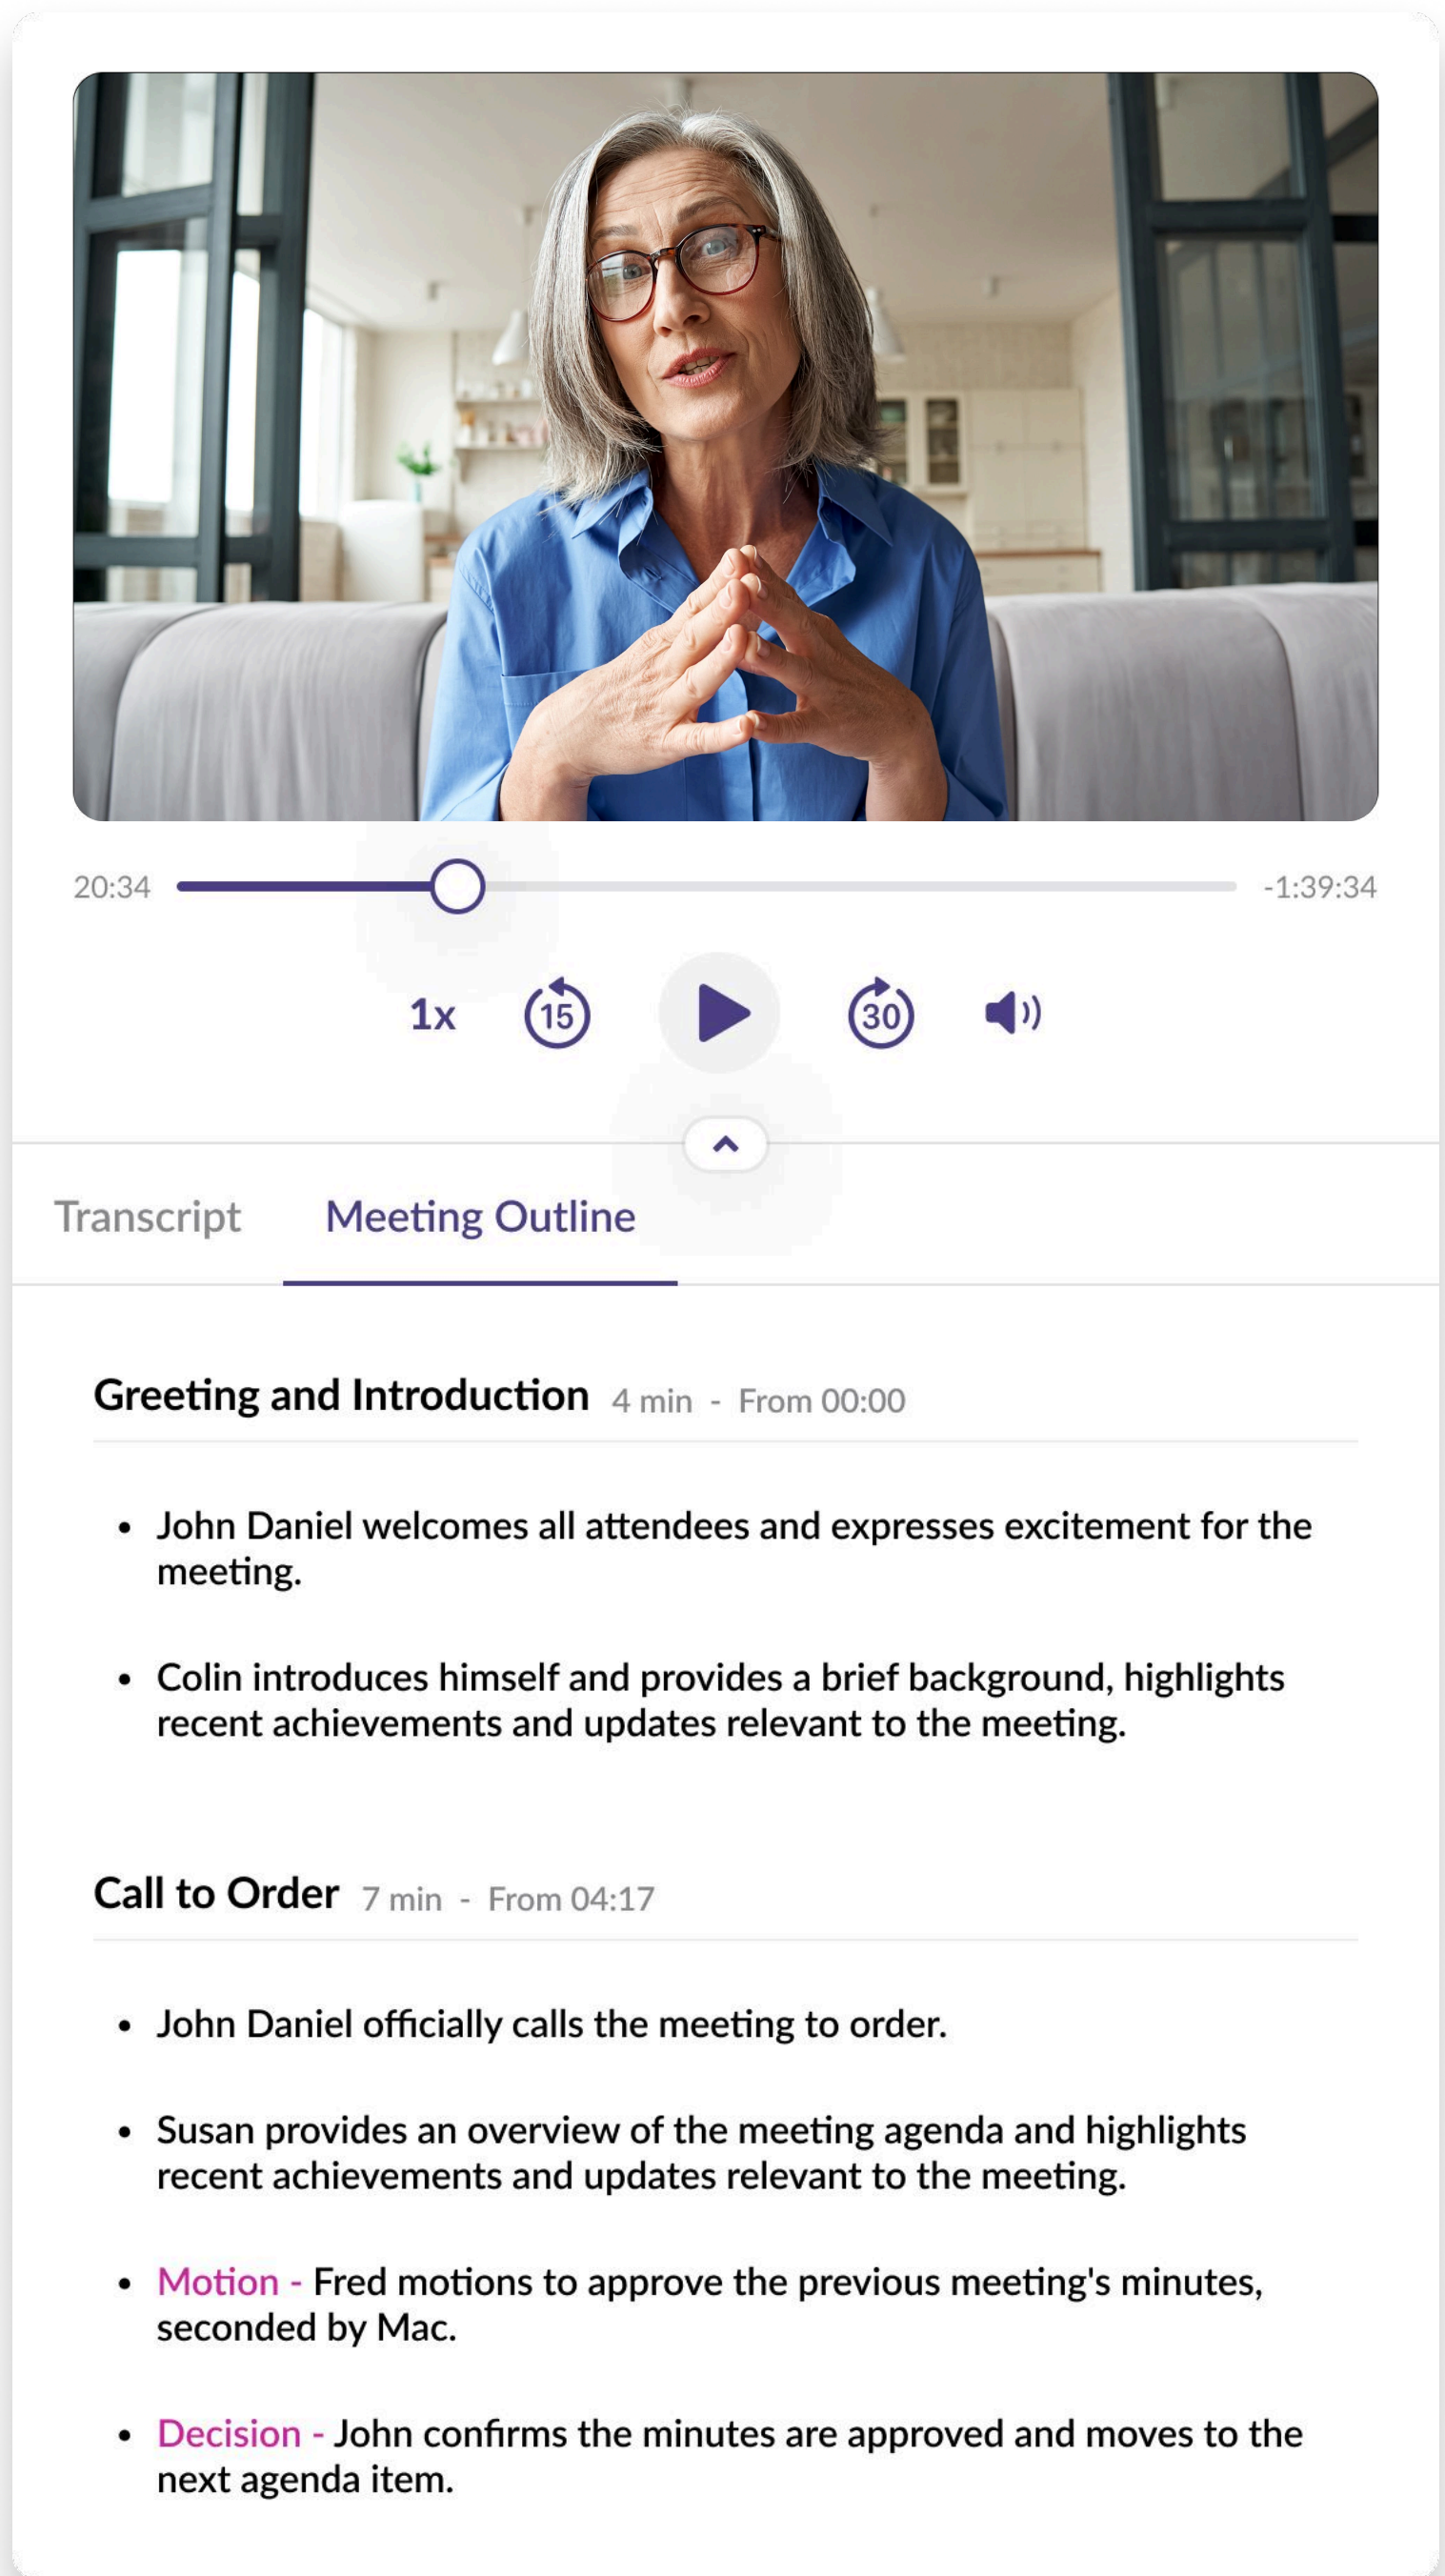 20:34
-1:39:34
1x
15
30
Transcript
Meeting Outline
Greeting and Introduction 4 min - From 00:00
• John Daniel welcomes all attendees and expresses excitement for the
meeting.
• Colin introduces himself and provides a brief background, highlights
recent achievements and updates relevant to the meeting.
Call to Order 7 min - From 04:17
• John Daniel officially calls the meeting to order.
• Susan provides an overview of the meeting agenda and highlights
recent achievements and updates relevant to the meeting.
• Motion - Fred motions to approve the previous meeting's minutes,
seconded by Mac.
• Decision - John confirms the minutes are approved and moves to the
next agenda item.